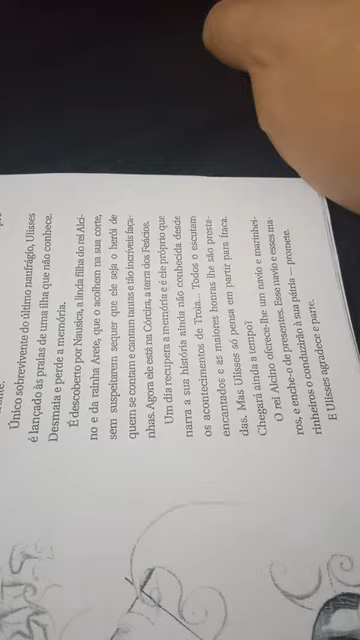 Único sobrevivente do último naufrágio, Ulisses
é lançado às praias de uma ilha que não conhece.
Desmaia e perde a memória.
É descoberto por Náusica, a linda filha do rei Alci-
no e da rainha Arete, que o acolhem na sua corte,
sem suspeitarem sequer que ele seja o herói de
quem se contam e cantam tantas e tão incríveis faça-
nhas. Agora ele está na Córcira, a terra dos Feácios.
Um dia recupera a memória e é ele próprio que
narra a sua história ainda não conhecida desde
os acontecimentos de Troia... Todos o escutam
encantados e as maiores honras lhe são presta-
das. Mas Ulisses só pensa em partir para Ítaca.
Chegará ainda a tempo?
O rei Alcino oferece-lhe um navio e marinhei-
ros, e enche-o de presentes. Esse navio e esses ma-
rinheiros o conduzirão à sua pátria — promete.
E Ulisses agradece e parte.